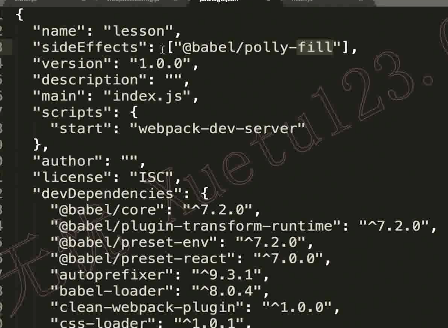 {
"name": "lesson",
"sideEffects": ["@babel/polly-fill"],
"version": "1.0.0",
"description": "",
"main": "index.js",
"scripts": {
"start": "webpack-dev-server"
},
"author": "",
"license": "ISC",
"devDependencies": {
"@babel/core": "^7.2.0",
"@babel/plugin-transform-runtime": "^7.2.0",
"@babel/preset-env": "^7.2.0",
"@babel/preset-react": "^7.0.0",
"autoprefixer": "^9.3.1",
"babel-loader": "^8.0.4",
"clean-webpack-plugin": "^1.0.0",
"css-loader": "^1.0.1",
Xuetu123.c